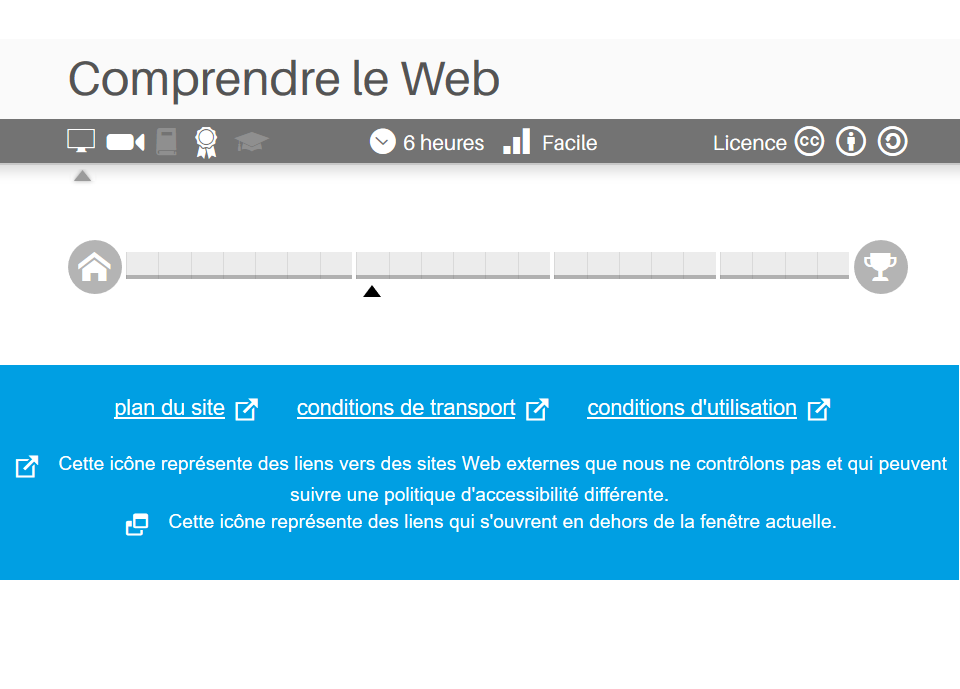 Comprendre le Web
6 heures Facile Licence cc
plan du site conditions de transport conditions d'utilisation
Cette icône représente des liens vers des sites Web externes que nous ne contrôlons pas et qui peuvent
suivre une politique d'accessibilité différente.
Cette icône représente des liens qui s'ouvrent en dehors de la fenêtre actuelle.